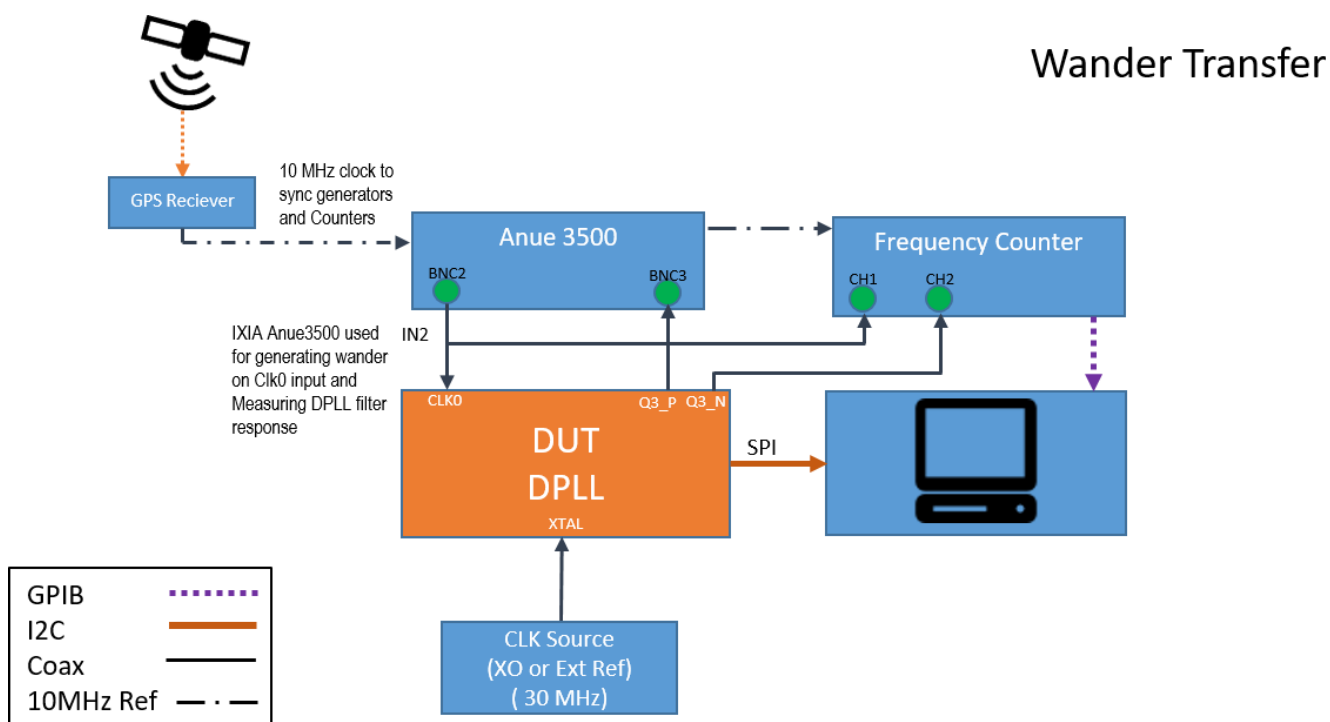 Wander Transfer
GPS Reciever
10 MHz clock to
sync generators
and Counters
Anue 3500
BNC2
BNC3
Frequency Counter
CH1
CH2
IXIA Anue3500 used
for generating wander
on Clk0 input and
Measuring DPLL filter
response
IN2
CLK0
Q3_P
Q3_N
DUT
DPLL
XTAL
SPI
CLK Source
(XO or Ext Ref)
( 30 MHz)
GPIB
I2C
Coax
10MHz Ref